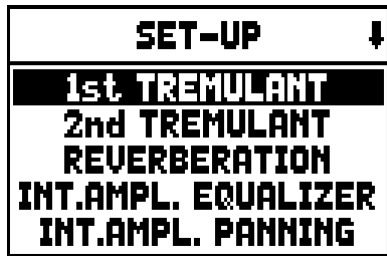 SET-UP
1st TREMULANT
2nd TREMULANT
REVERBERATION
INT.AMPL. EQUALIZER
INT.AMPL. PANNING